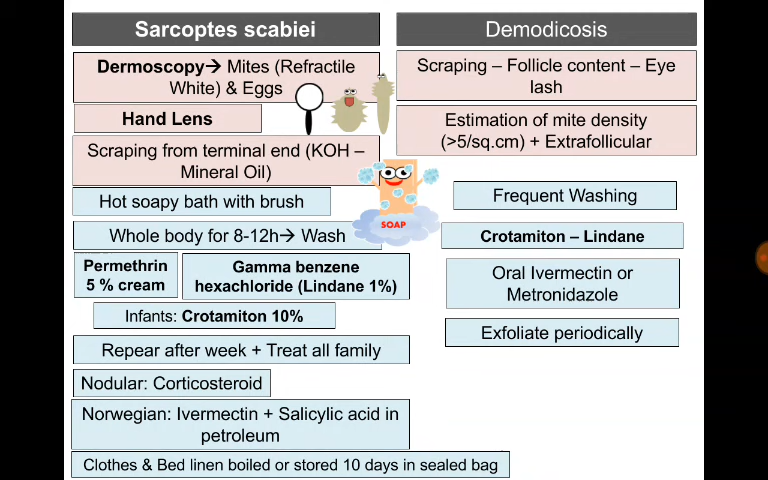 Sarcoptes scabiei
Dermoscopy→ Mites (Refractile
White) & Eggs
Hand Lens
Scraping from terminal end (KOH –
Mineral Oil)
Hot soapy bath with brush
Whole body for 8-12h→ Wash
Permethrin
5 % cream
Gamma benzene
hexachloride (Lindane 1%)
Infants: Crotamiton 10%
Repear after week + Treat all family
Nodular: Corticosteroid
Norwegian: Ivermectin + Salicylic acid in
petroleum
Clothes & Bed linen boiled or stored 10 days in sealed bag
SOAP
Demodicosis
Scraping – Follicle content – Eye
lash
Estimation of mite density
(>5/sq.cm) + Extrafollicular
Frequent Washing
Crotamiton – Lindane
Oral Ivermectin or
Metronidazole
Exfoliate periodically